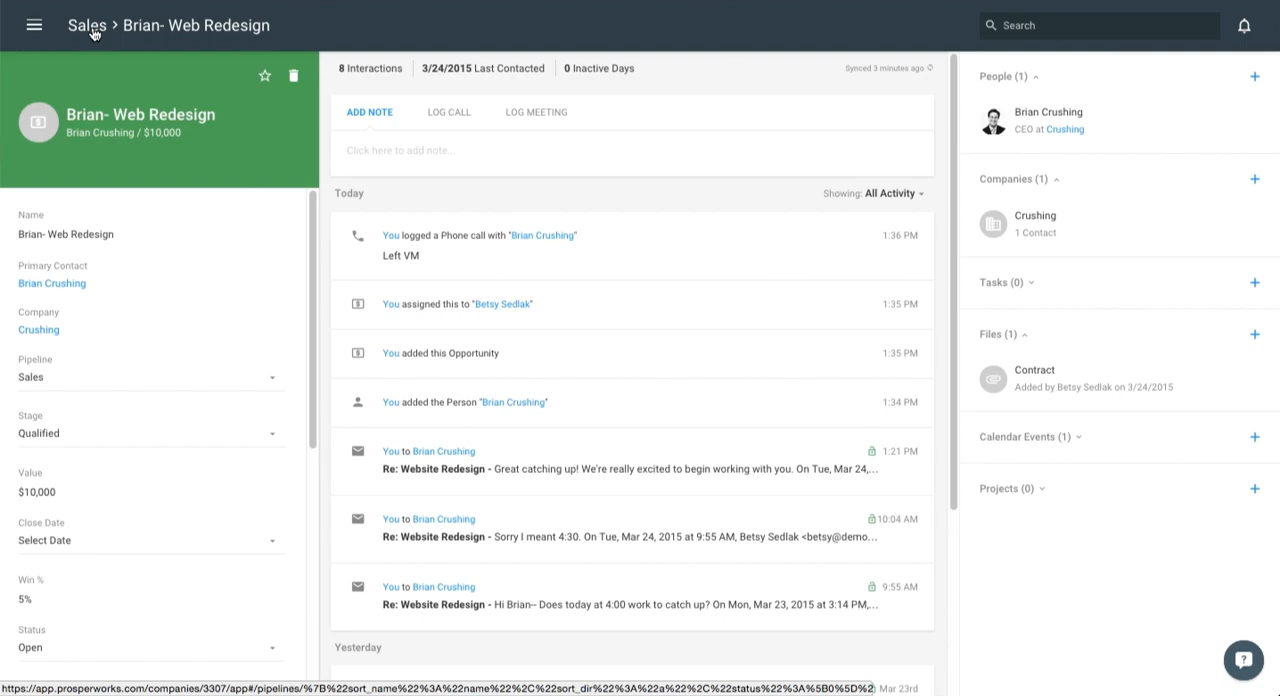 Sales > Brian- Web Redesign
Search
Brian- Web Redesign
Brian Crushing / $10,000
Name
Brian- Web Redesign
Primary Contact
Brian Crushing
Company
Crushing
Pipeline
Sales
Stage
Qualified
Value
$10,000
Close Date
Select Date
Win %
5%
Status
Open
8 Interactions
3/24/2015 Last Contacted
0 Inactive Days
Synced 3 minutes ago
ADD NOTE
LOG CALL
LOG MEETING
Click here to add note...
Today
Showing: All Activity
You logged a Phone call with "Brian Crushing"
1:36 PM
Left VM
You assigned this to "Betsy Sedlak"
1:35 PM
You added this Opportunity
1:35 PM
You added the Person "Brian Crushing"
1:34 PM
You to Brian Crushing
1:21 PM
Re: Website Redesign - Great catching up! We're really excited to begin working with you. On Tue, Mar 24,...
You to Brian Crushing
10:04 AM
Re: Website Redesign - Sorry I meant 4:30. On Tue, Mar 24, 2015 at 9:55 AM, Betsy Sedlak <betsy@demo...
You to Brian Crushing
9:55 AM
Re: Website Redesign - Hi Brian-- Does today at 4:00 work to catch up? On Mon, Mar 23, 2015 at 3:14 PM,...
Yesterday
Mar 23rd
People (1)
Brian Crushing
CEO at Crushing
Companies (1)
Crushing
1 Contact
Tasks (0)
Files (1)
Contract
Added by Betsy Sedlak on 3/24/2015
Calendar Events (1)
Projects (0)
https://app.prosperworks.com/companies/3307/app#/pipelines/%7B%22sort_name%22%3A%22name%22%2C%22sort_dir%22%3A%22a%22%2C%22status%22%3A%5B0%5D%2